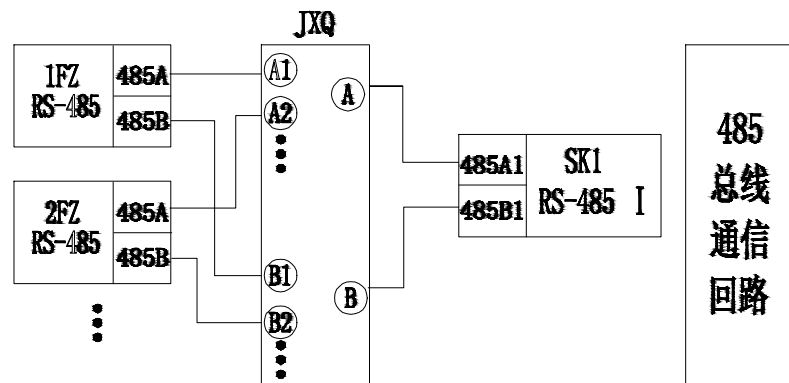 JXQ
1FZ
RS-485
485A
485B
2FZ
RS-485
485A
485B
A1
A2
B1
B2
A
B
485A1
485B1
SK1
RS-485 I
485
总线
通信
回路